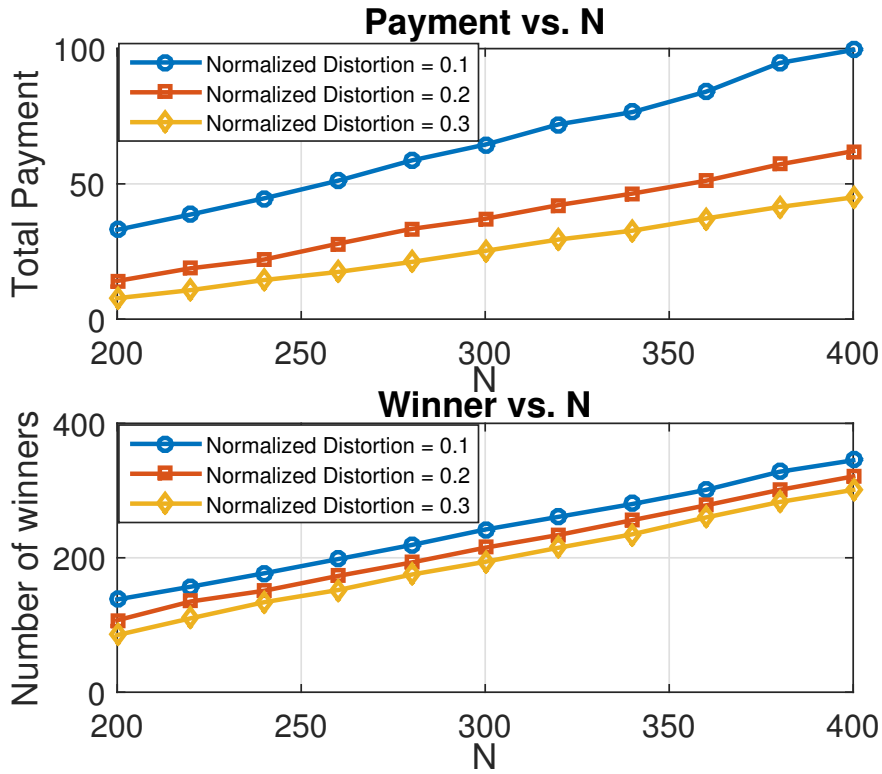 Payment vs. N
Total Payment
100
50
0
Normalized Distortion = 0.1
Normalized Distortion = 0.2
Normalized Distortion = 0.3
200 250 300 350 400
N
Winner vs. N
Number of winners
400
200
0
Normalized Distortion = 0.1
Normalized Distortion = 0.2
Normalized Distortion = 0.3
200 250 300 350 400
N